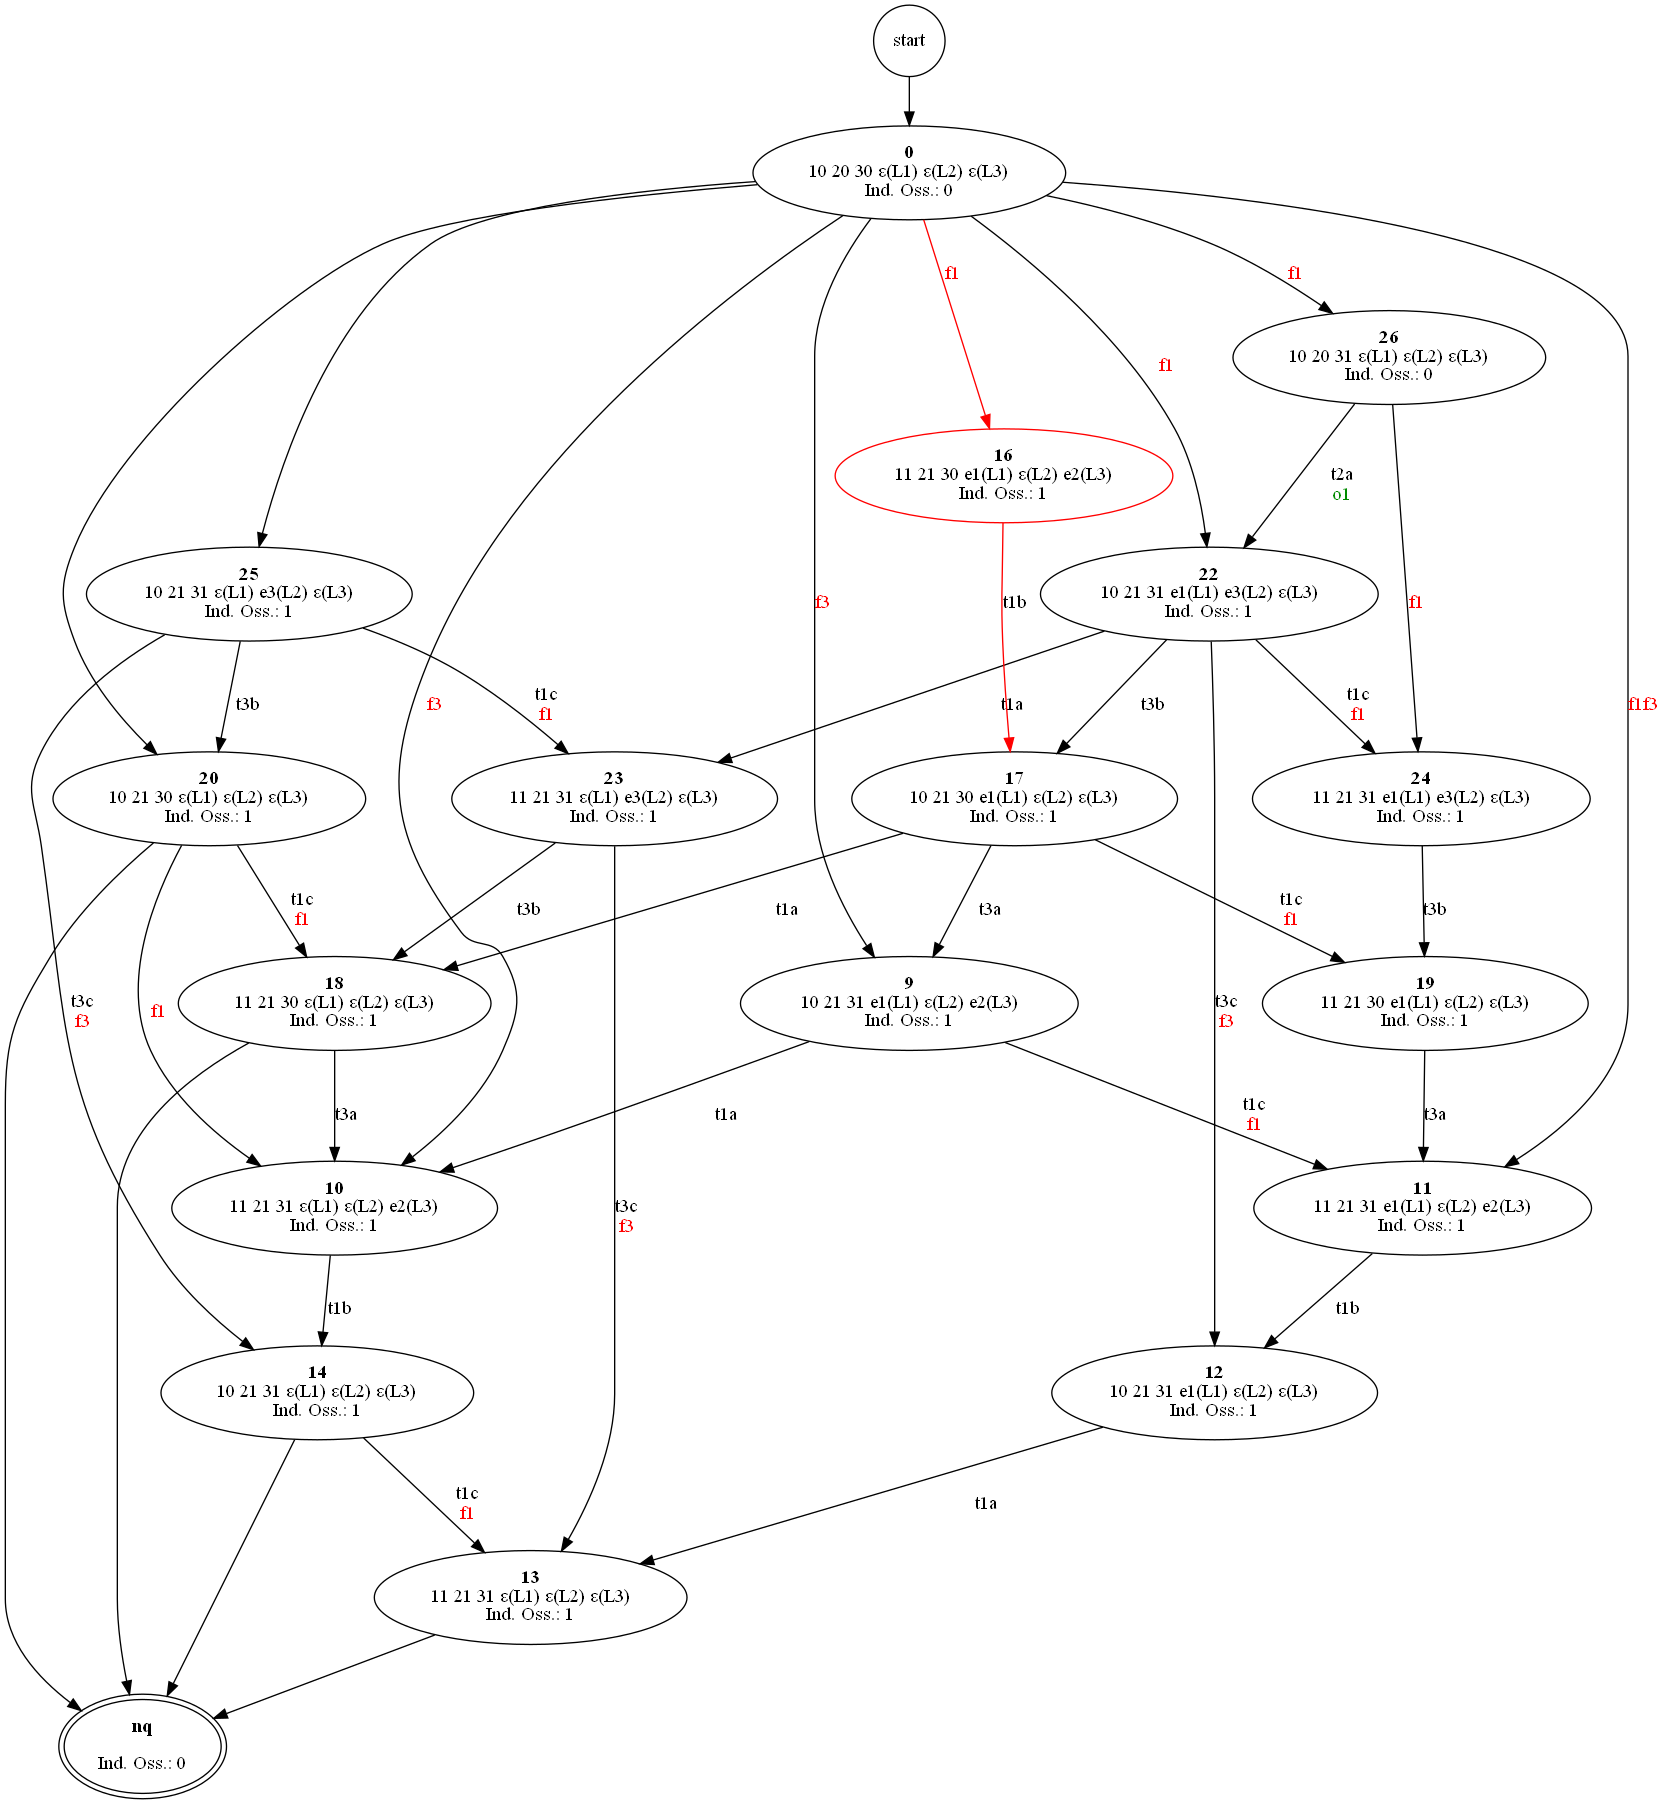 start
0
10 20 30 ε(L1) ε(L2) ε(L3)
Ind. Oss.: 0
f1
f1
26
10 20 31 ε(L1) ε(L2) ε(L3)
Ind. Oss.: 0
f1
16
11 21 30 e1(L1) ε(L2) e2(L3)
Ind. Oss.: 1
t2a
o1
25
10 21 31 ε(L1) e3(L2) ε(L3)
Ind. Oss.: 1
22
10 21 31 e1(L1) e3(L2) ε(L3)
Ind. Oss.: 1
f3
t1b
f1
t3b
f3
t1c
f1
t1a
t3b
t1c
f1
f1f3
20
10 21 30 ε(L1) ε(L2) ε(L3)
Ind. Oss.: 1
23
11 21 31 ε(L1) e3(L2) ε(L3)
Ind. Oss.: 1
17
10 21 30 e1(L1) ε(L2) ε(L3)
Ind. Oss.: 1
24
11 21 31 e1(L1) e3(L2) ε(L3)
Ind. Oss.: 1
t1c
f1
t3b
t1a
t3a
t1c
f1
t3b
t3c
f3
f1
18
11 21 30 ε(L1) ε(L2) ε(L3)
Ind. Oss.: 1
9
10 21 31 e1(L1) ε(L2) e2(L3)
Ind. Oss.: 1
t3c
f3
19
11 21 30 e1(L1) ε(L2) ε(L3)
Ind. Oss.: 1
t3a
t1a
t1c
f1
t3a
10
11 21 31 ε(L1) ε(L2) e2(L3)
Ind. Oss.: 1
t3c
f3
11
11 21 31 e1(L1) ε(L2) e2(L3)
Ind. Oss.: 1
t1b
t1b
14
10 21 31 ε(L1) ε(L2) ε(L3)
Ind. Oss.: 1
12
10 21 31 e1(L1) ε(L2) ε(L3)
Ind. Oss.: 1
t1c
f1
t1a
13
11 21 31 ε(L1) ε(L2) ε(L3)
Ind. Oss.: 1
nq
Ind. Oss.: 0